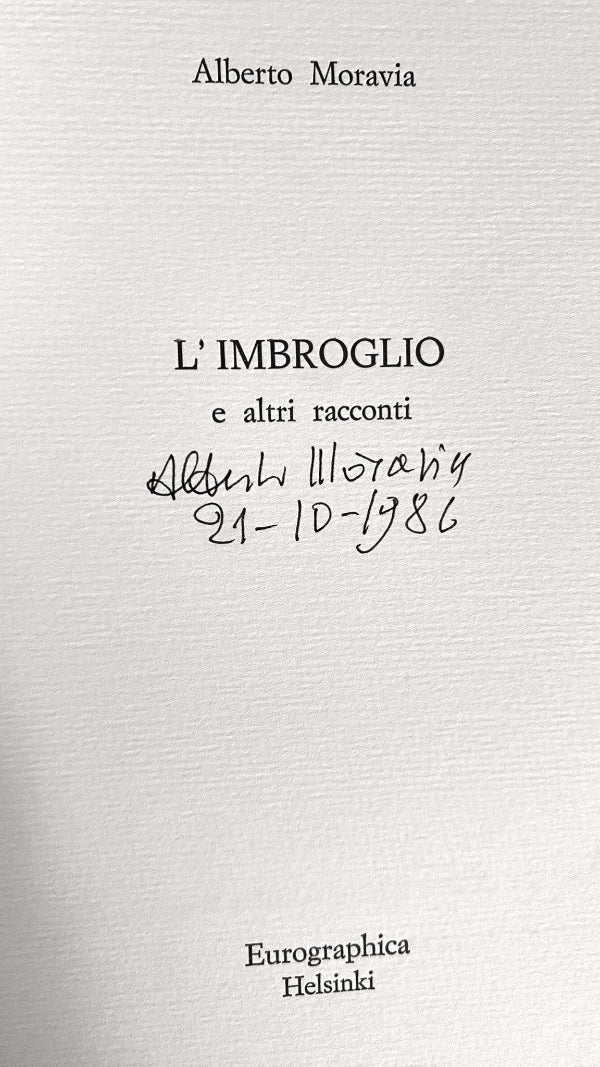 Alberto Moravia
L' IMBROGLIO
e altri racconti
Alberto Moravia
21-10-1986
Eurographica
Helsinki